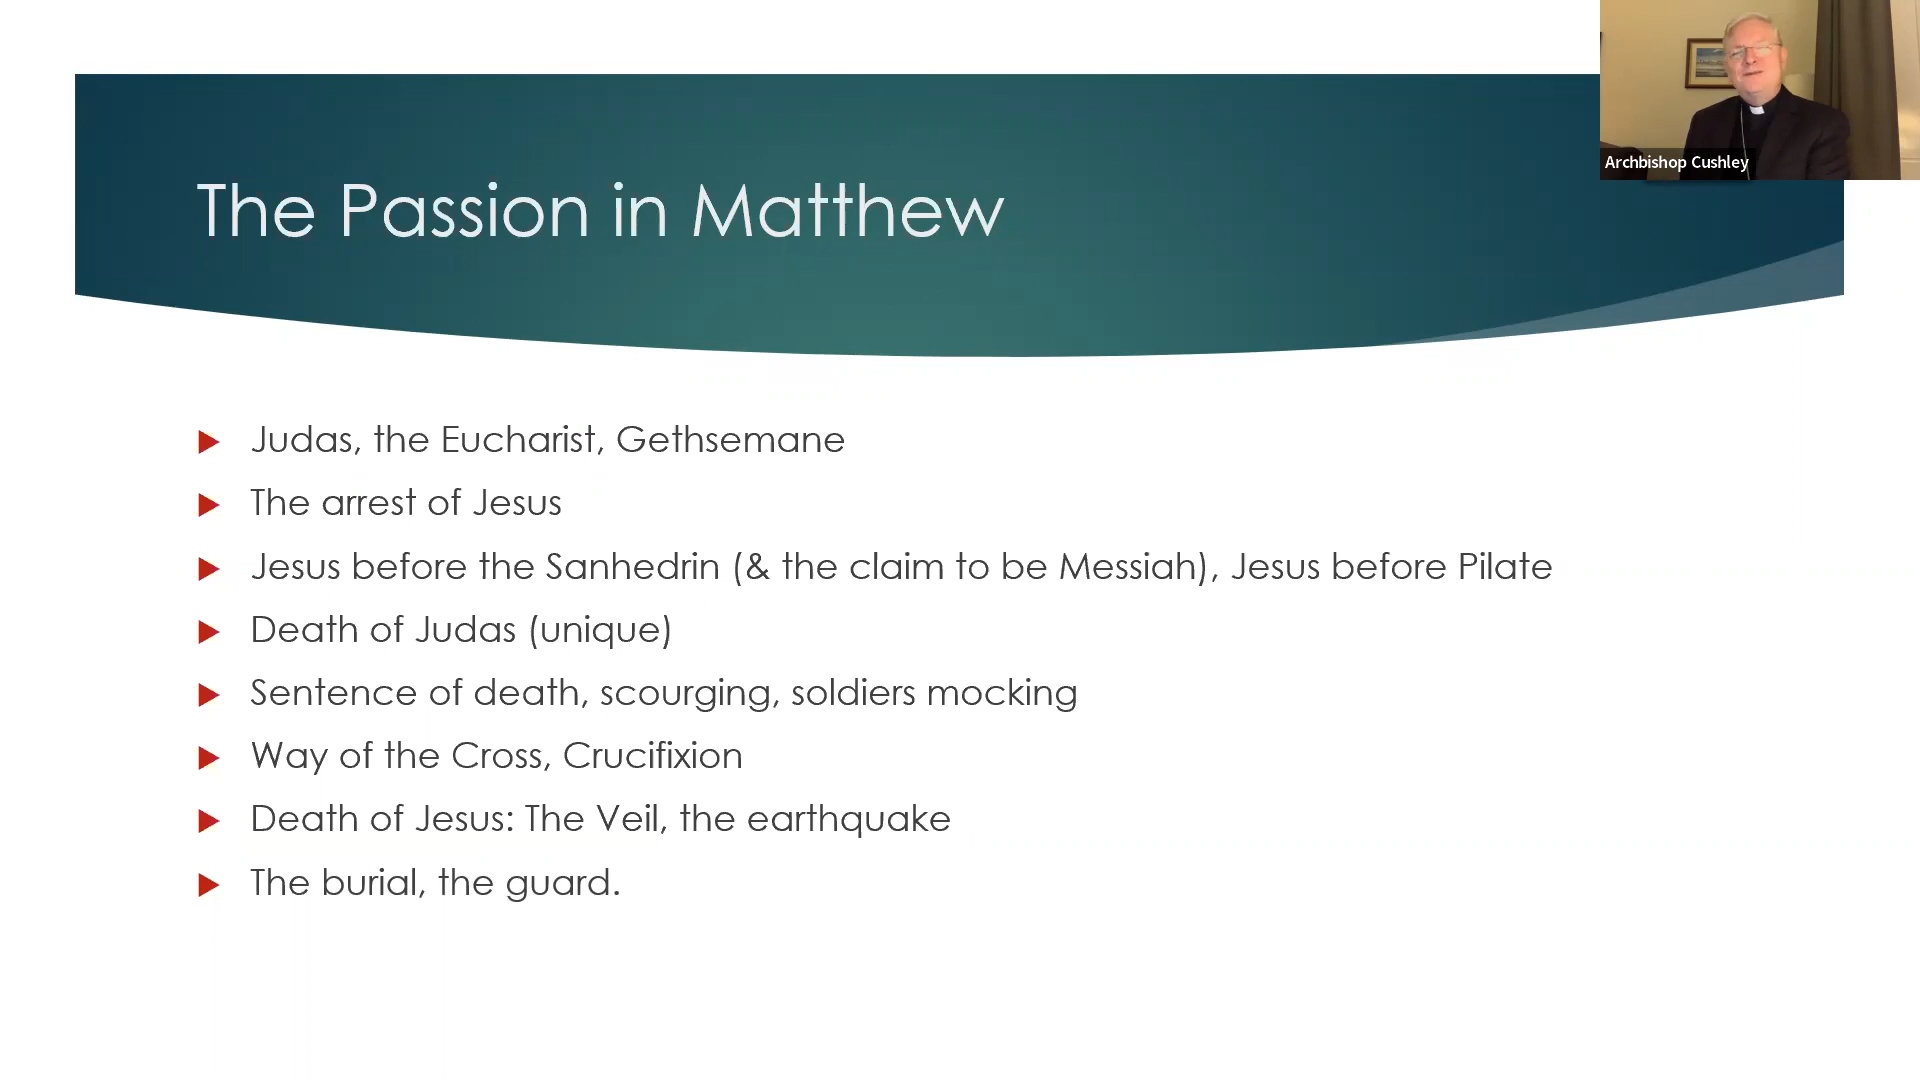 Archbishop Cushley
The Passion in Matthew
Judas, the Eucharist, Gethsemane
The arrest of Jesus
Jesus before the Sanhedrin (& the claim to be Messiah), Jesus before Pilate
Death of Judas (unique)
Sentence of death, scourging, soldiers mocking
Way of the Cross, Crucifixion
Death of Jesus: The Veil, the earthquake
The burial, the guard.